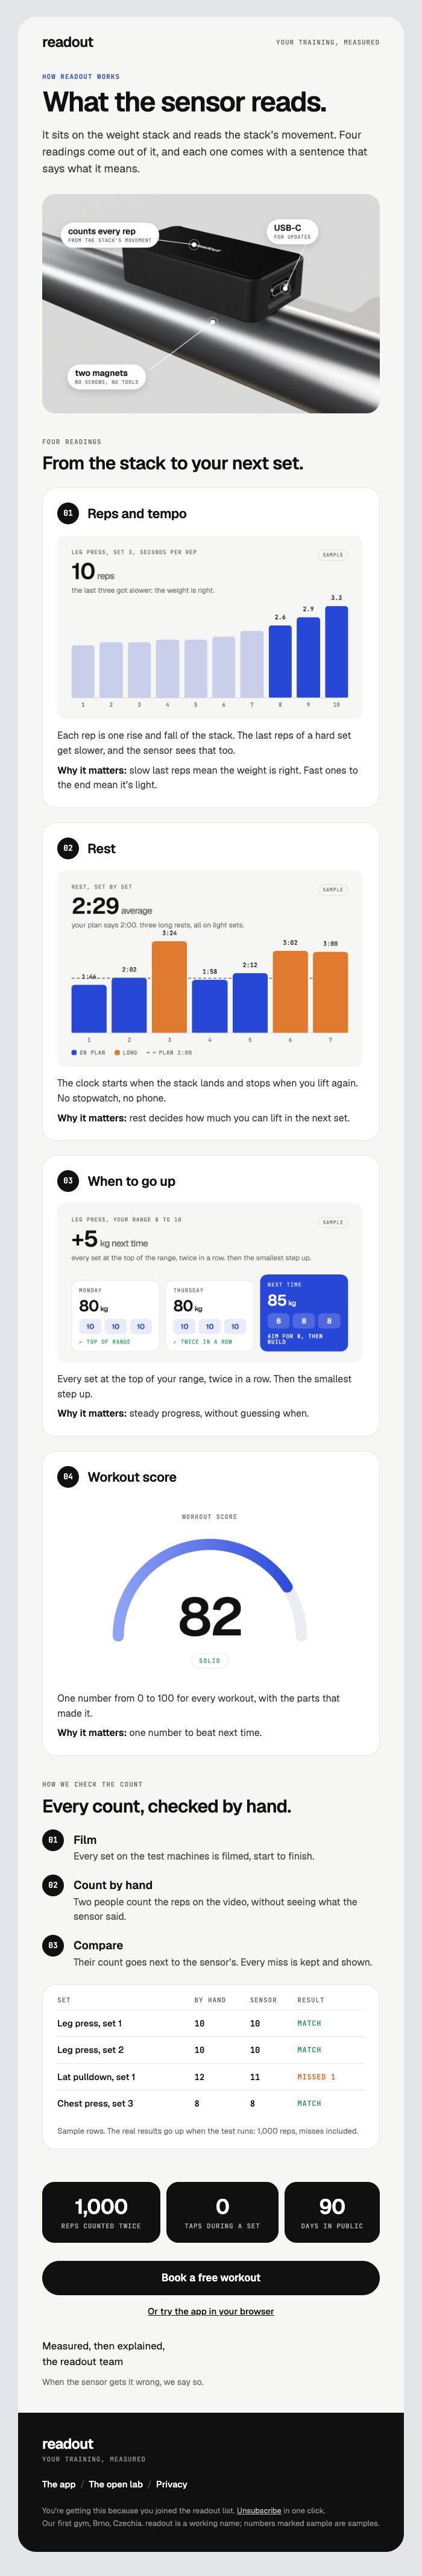 readout
YOUR TRAINING, MEASURED
HOW READOUT WORKS
What the sensor reads.
It sits on the weight stack and reads the stack's movement. Four
readings come out of it, and each one comes with a sentence that
says what it means.
counts every rep
FROM THE STACK'S MOVEMENT
USB-C
FOR UPDATES
two magnets
NO SCREWS, NO TOOLS
FOUR READINGS
From the stack to your next set.
01 Reps and tempo
LEG PRESS, SET 3, SECONDS PER REP
SAMPLE
10 reps
the last three got slower: the weight is right.
2.6 2.9 3.3
1 2 3 4 5 6 7 8 9 10
Each rep is one rise and fall of the stack. The last reps of a hard set
get slower, and the sensor sees that too.
Why it matters: slow last reps mean the weight is right. Fast ones to
the end mean it's light.
02 Rest
REST, SET BY SET
SAMPLE
2:29 average
your plan says 2:00. three long rests, all on light sets.
1:46 2:02 3:24 1:58 2:12 3:02 3:00
1 2 3 4 5 6 7
ON PLAN LONG PLAN 2:00
The clock starts when the stack lands and stops when you lift again.
No stopwatch, no phone.
Why it matters: rest decides how much you can lift in the next set.
03 When to go up
LEG PRESS, YOUR RANGE 8 TO 10
SAMPLE
+5 kg next time
every set at the top of the range, twice in a row. then the smallest step up.
MONDAY
80 kg
10 10 10
✓ TOP OF RANGE
THURSDAY
80 kg
10 10 10
✓ TWICE IN A ROW
NEXT TIME
85 kg
8 8 8
AIM FOR 8, THEN
BUILD
Every set at the top of your range, twice in a row. Then the smallest
step up.
Why it matters: steady progress, without guessing when.
04 Workout score
WORKOUT SCORE
82
SOLID
One number from 0 to 100 for every workout, with the parts that
made it.
Why it matters: one number to beat next time.
HOW WE CHECK THE COUNT
Every count, checked by hand.
01 Film
Every set on the test machines is filmed, start to finish.
02 Count by hand
Two people count the reps on the video, without seeing what the
sensor said.
03 Compare
Their count goes next to the sensor's. Every miss is kept and shown.
SET BY HAND SENSOR RESULT
Leg press, set 1 10 10 MATCH
Leg press, set 2 10 10 MATCH
Lat pulldown, set 1 12 11 MISSED 1
Chest press, set 3 8 8 MATCH
Sample rows. The real results go up when the test runs: 1,000 reps, misses included.
1,000
REPS COUNTED TWICE
0
TAPS DURING A SET
90
DAYS IN PUBLIC
Book a free workout
Or try the app in your browser
Measured, then explained,
the readout team
When the sensor gets it wrong, we say so.
readout
YOUR TRAINING, MEASURED
The app / The open lab / Privacy
You're getting this because you joined the readout list. Unsubscribe in one click.
Our first gym, Brno, Czechia. readout is a working name; numbers marked sample are samples.